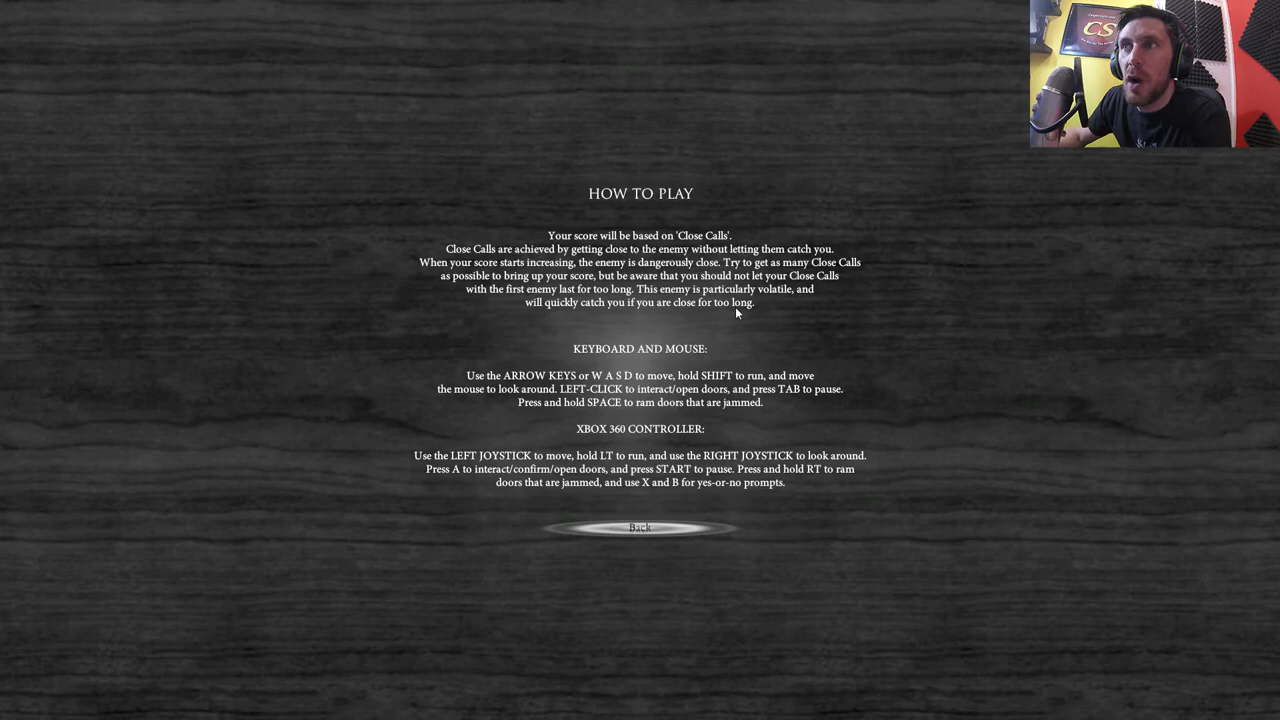 CS
HOW TO PLAY
Your score will be based on 'Close Calls'.
Close Calls are achieved by getting close to the enemy without letting them catch you.
When your score starts increasing, the enemy is dangerously close. Try to get as many Close Calls
as possible to bring up your score, but be aware that you should not let your Close Calls
with the first enemy last for too long. This enemy is particularly volatile, and
will quickly catch you if you are close for too long.
KEYBOARD AND MOUSE:
Use the ARROW KEYS or W A S D to move, hold SHIFT to run, and move
the mouse to look around. LEFT-CLICK to interact/open doors, and press TAB to pause.
Press and hold SPACE to ram doors that are jammed.
XBOX 360 CONTROLLER:
Use the LEFT JOYSTICK to move, hold LT to run, and use the RIGHT JOYSTICK to look around.
Press A to interact/confirm/open doors, and press START to pause. Press and hold RT to ram
doors that are jammed, and use X and B for yes-or-no prompts.
Back